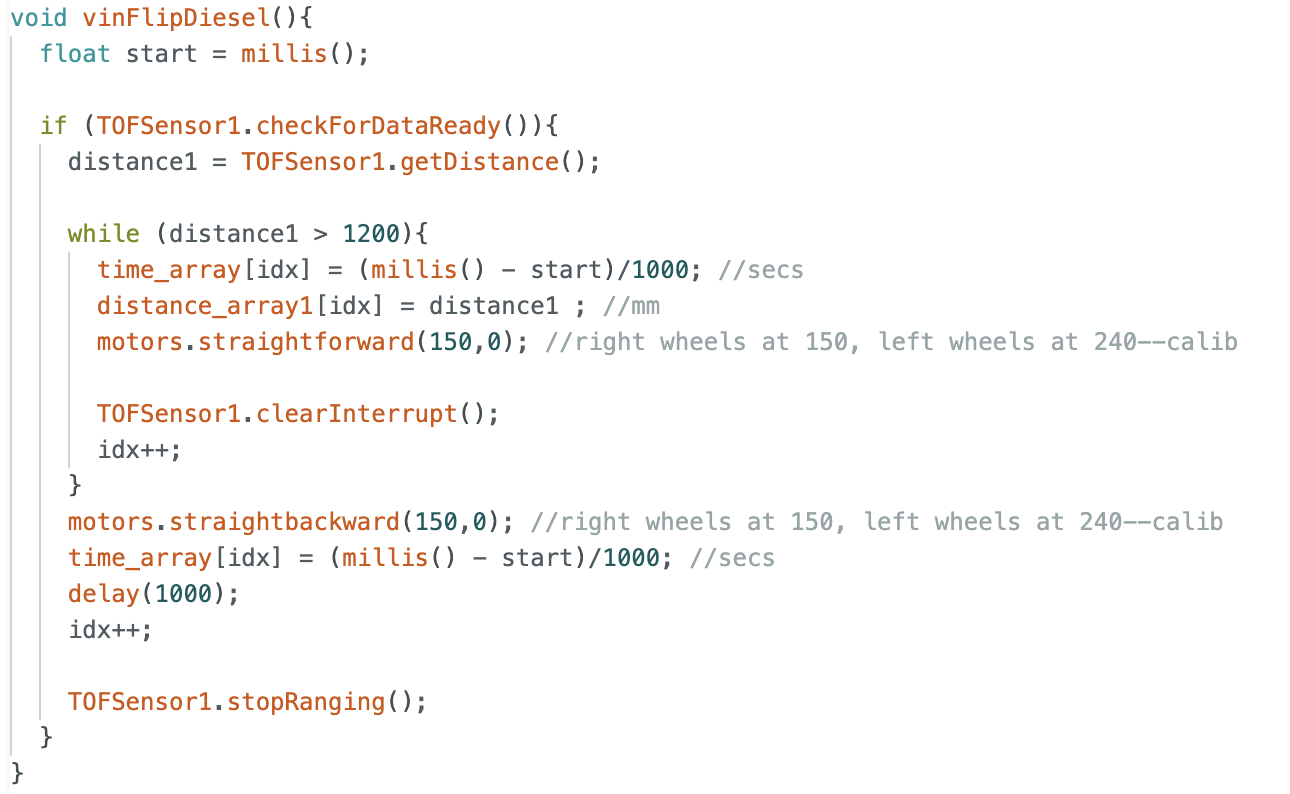 void vinFlipDiesel(){
  float start = millis();

  if (TOFSensor1.checkForDataReady()){
    distance1 = TOFSensor1.getDistance();

    while (distance1 > 1200){
      time_array[idx] = (millis() - start)/1000; //secs
      distance_array1[idx] = distance1 ; //mm
      motors.straightforward(150,0); //right wheels at 150, left wheels at 240--calib

      TOFSensor1.clearInterrupt();
      idx++;
    }
    motors.straightbackward(150,0); //right wheels at 150, left wheels at 240--calib
    time_array[idx] = (millis() - start)/1000; //secs
    delay(1000);
    idx++;

    TOFSensor1.stopRanging();
  }
}